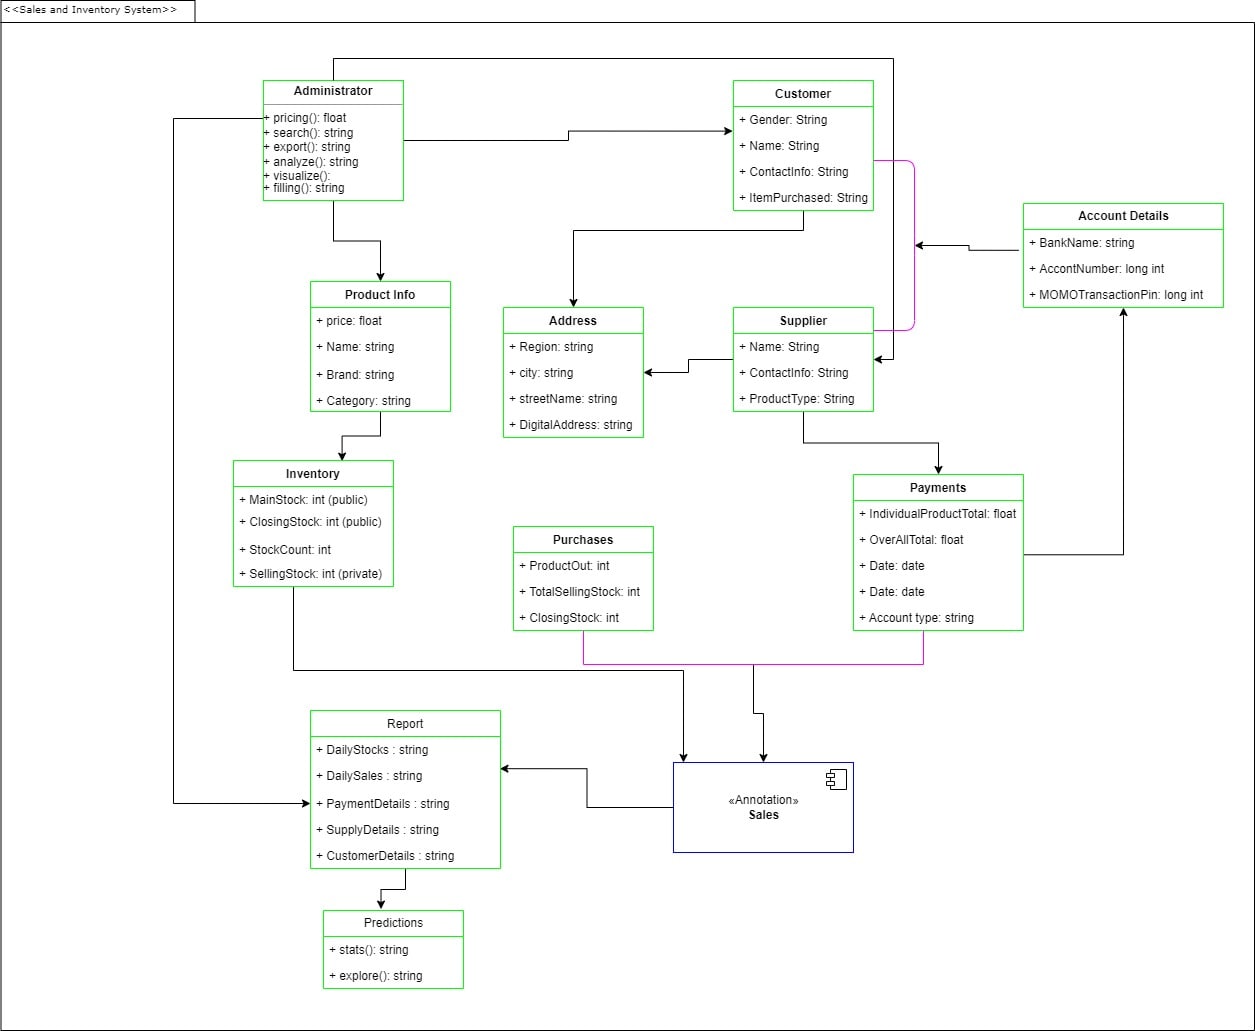 <<Sales and Inventory System>>
Administrator
+ pricing(): float
+ search(): string
+ export(): string
+ analyze(): string
+ visualize():
+ filling(): string
Customer
+ Gender: String
+ Name: String
+ ContactInfo: String
+ ItemPurchased: String
Account Details
+ BankName: string
+ AccontNumber: long int
+ MOMOTransactionPin: long int
Product Info
+ price: float
+ Name: string
+ Brand: string
+ Category: string
Address
+ Region: string
+ city: string
+ streetName: string
+ DigitalAddress: string
Supplier
+ Name: String
+ ContactInfo: String
+ ProductType: String
Inventory
+ MainStock: int (public)
+ ClosingStock: int (public)
+ StockCount: int
+ SellingStock: int (private)
Purchases
+ ProductOut: int
+ TotalSellingStock: int
+ ClosingStock: int
Payments
+ IndividualProductTotal: float
+ OverAllTotal: float
+ Date: date
+ Date: date
+ Account type: string
Report
+ DailyStocks : string
+ DailySales : string
+ PaymentDetails : string
+ SupplyDetails : string
+ CustomerDetails : string
«Annotation»
Sales
Predictions
+ stats(): string
+ explore(): string